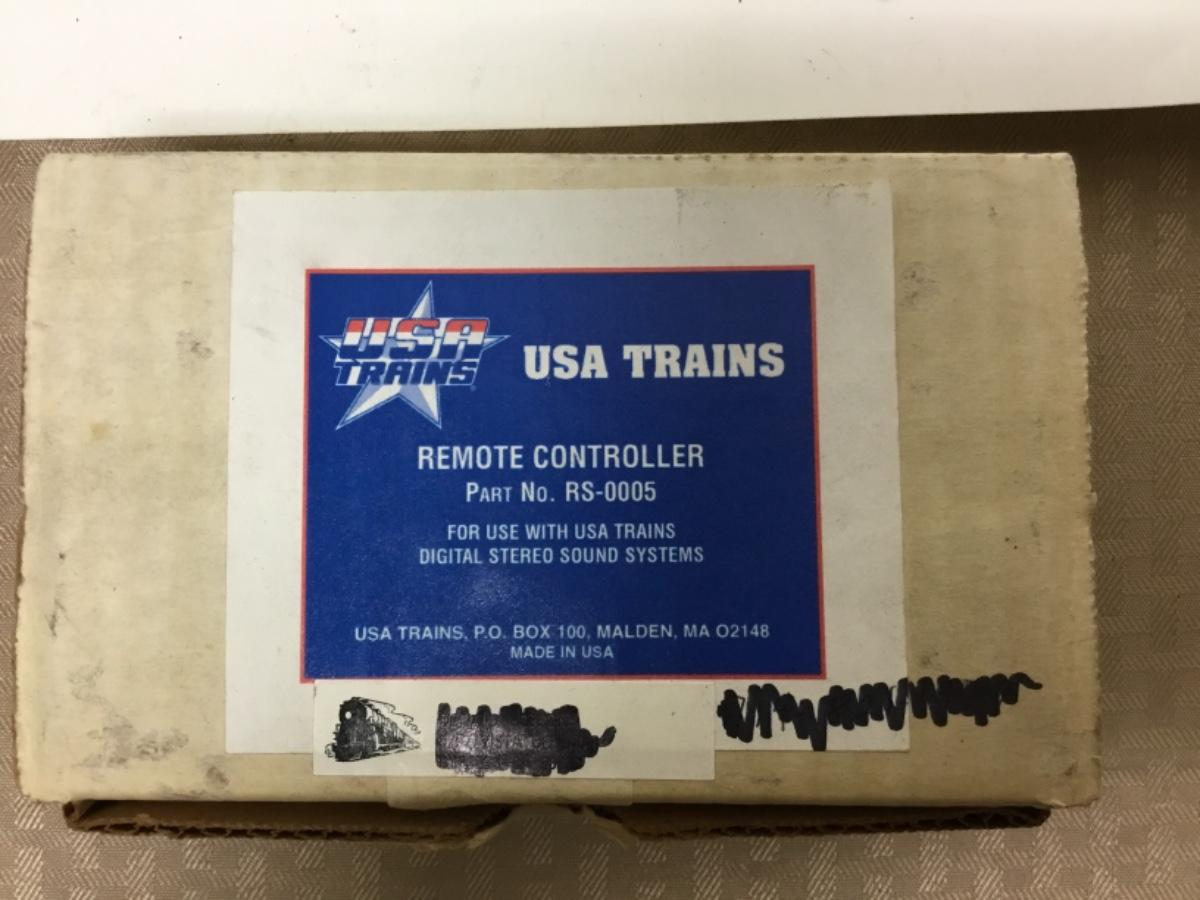 USA
TRAINS
USA TRAINS
REMOTE CONTROLLER
PART NO. RS-0005
FOR USE WITH USA TRAINS
DIGITAL STEREO SOUND SYSTEMS
USA TRAINS, P.O. BOX 100, MALDEN, MA 02148
MADE IN USA